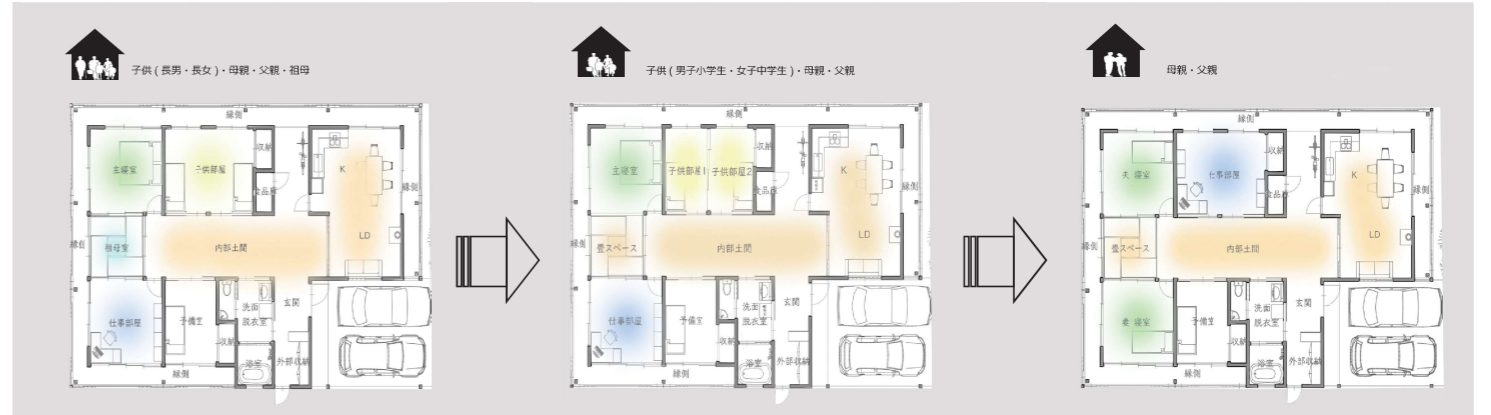 子供(長男・長女)・母親・父親・祖母
縁側
主寝室
子供部屋
収納
食品庫
K
縁側
縁側
祖母室
内部土間
LD
仕事部屋
予備室
洗面
脱衣室
玄関
収納
浴室
外部収納
縁側
子供(男子小学生・女子中学生)・母親・父親
縁側
主寝室
子供部屋1
子供部屋2
収納
食品庫
K
縁側
縁側
畳スペース
内部土間
LD
仕事部屋
予備室
洗面
脱衣室
玄関
収納
浴室
外部収納
縁側
母親・父親
縁側
夫 寝室
仕事部屋
収納
食品庫
K
縁側
縁側
畳スペース
内部土間
LD
妻 寝室
予備室
洗面
脱衣室
玄関
収納
浴室
外部収納
縁側